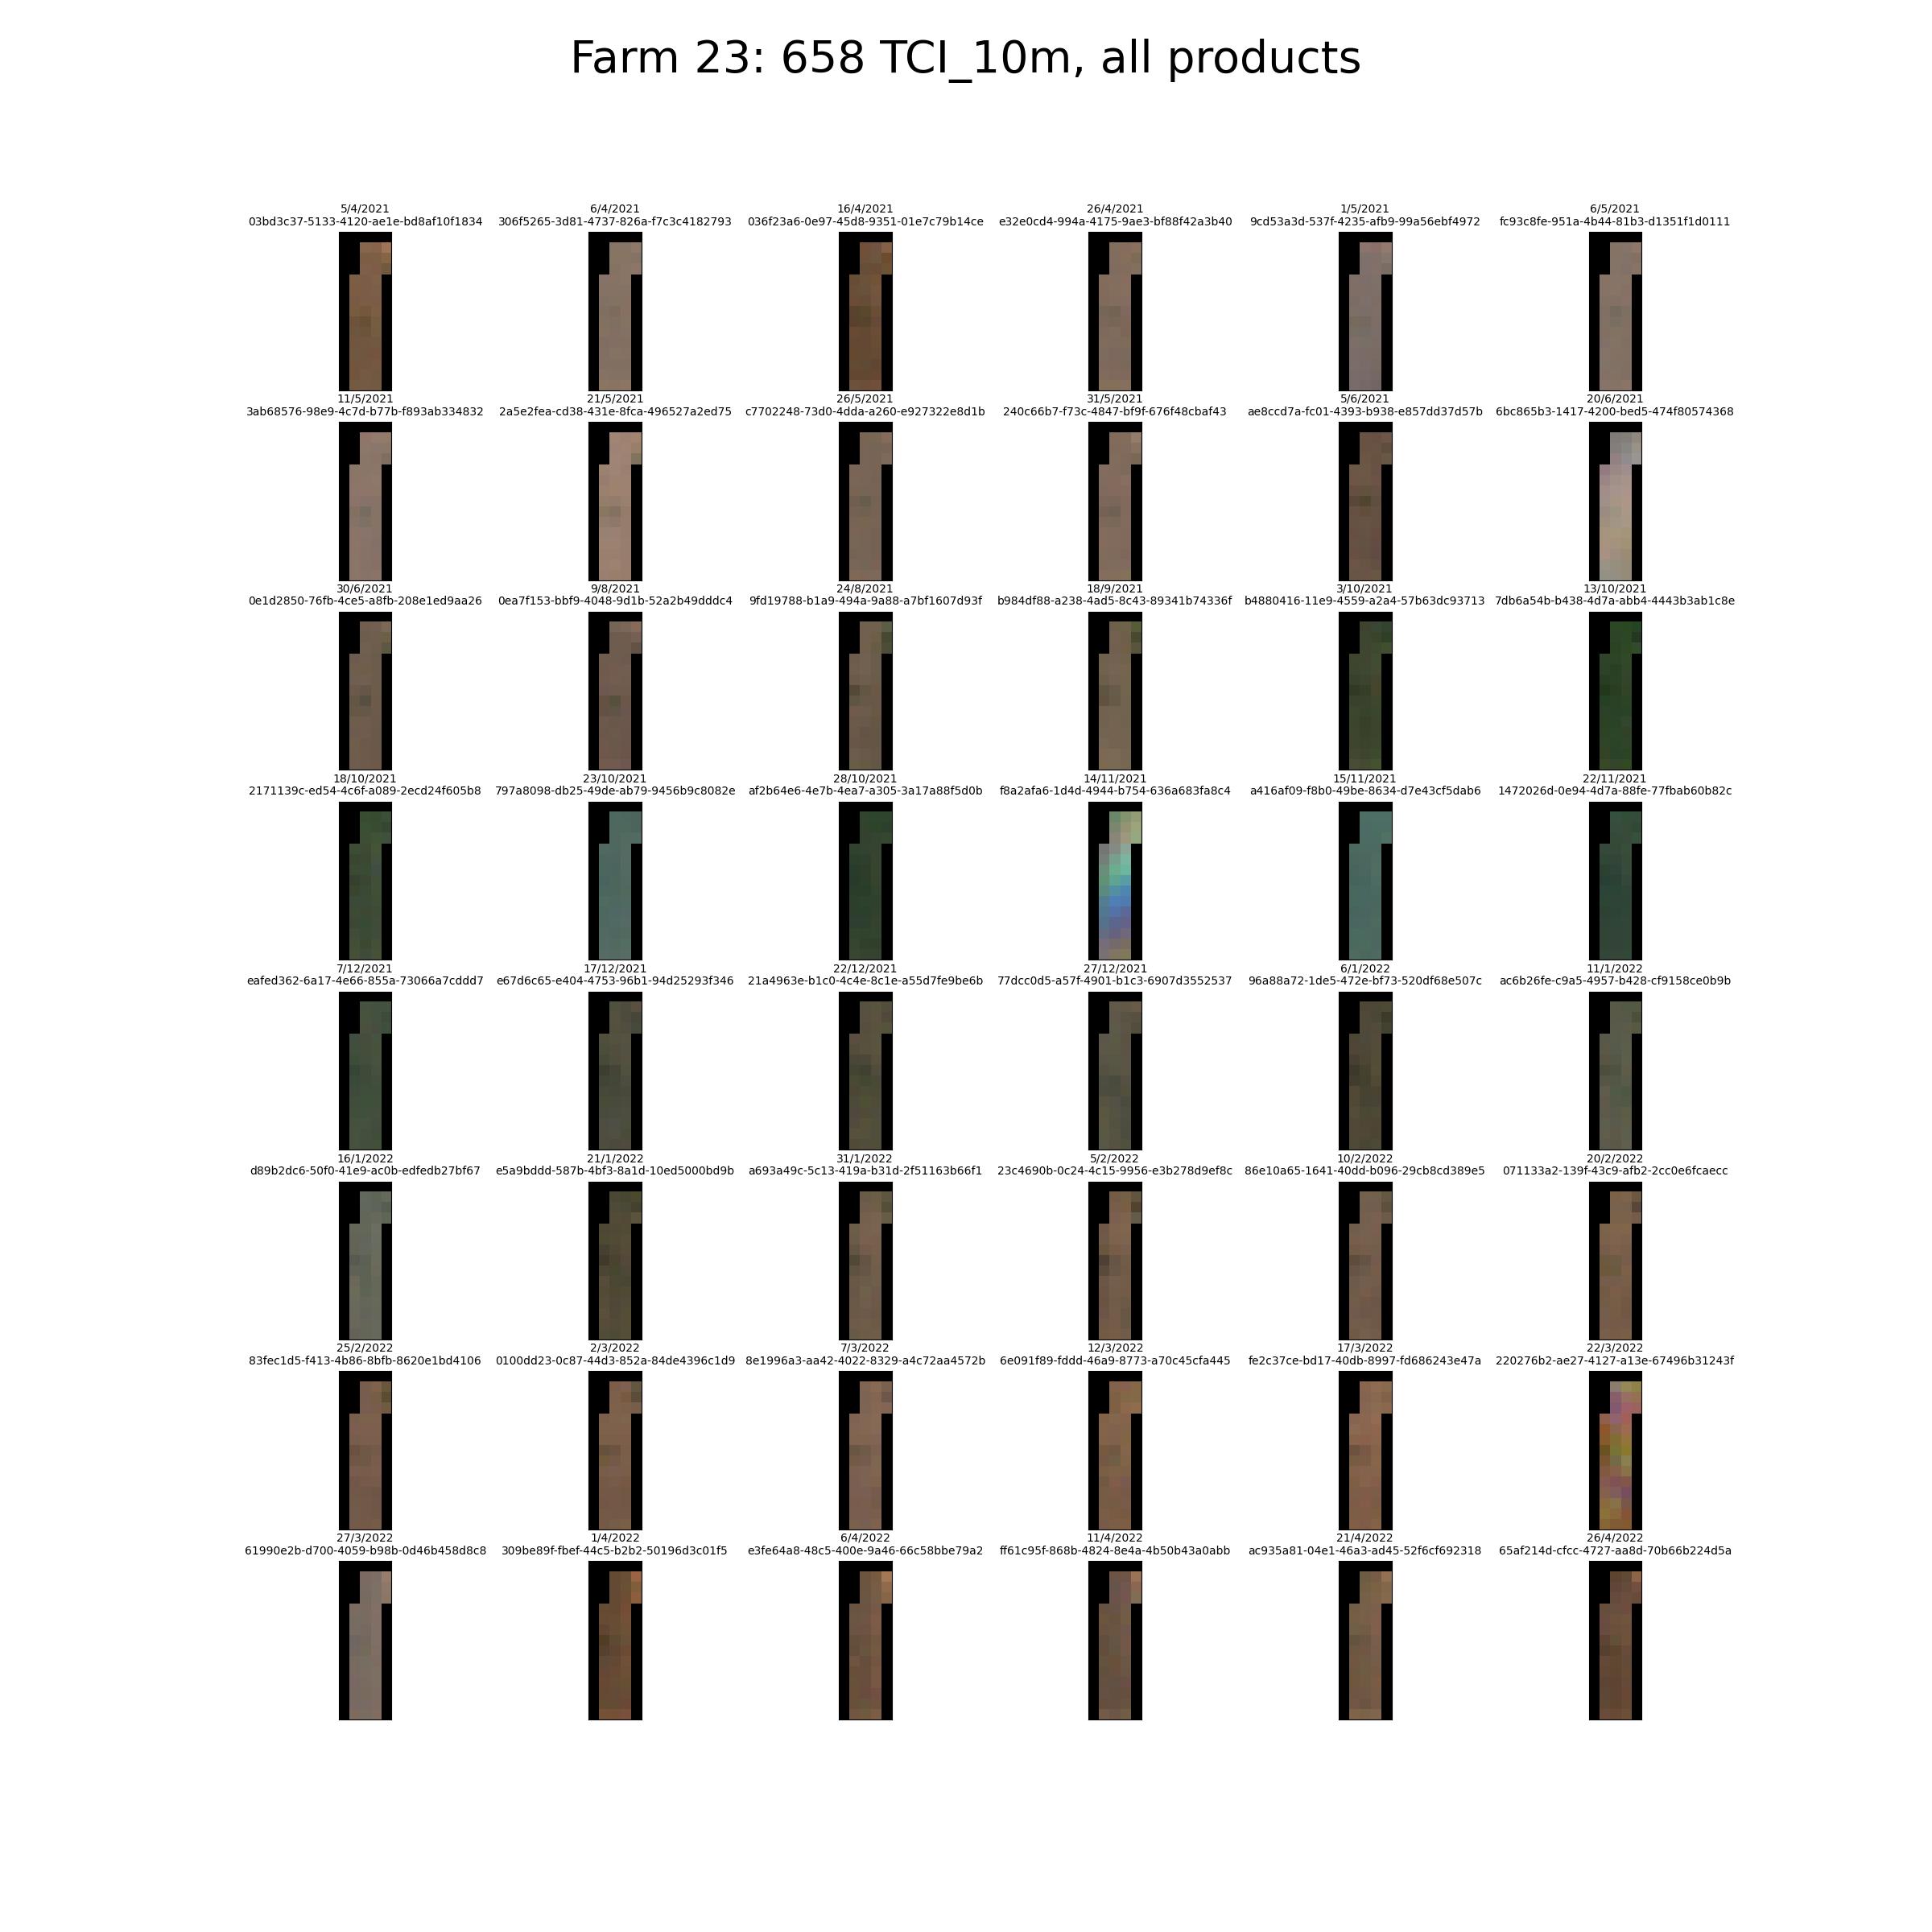 Farm 23: 658 TCI_10m, all products
5/4/2021 6/4/2021 16/4/2021 26/4/2021 1/5/2021 6/5/2021
03bd3c37-5133-4120-ae1e-bd8af10f1834 306f5265-3d81-4737-826a-f7c3c4182793 036f23a6-0e97-45d8-9351-01e7c79b14ce e32e0cd4-994a-4175-9ae3-bf88f42a3b40 9cd53a3d-537f-4235-afb9-99a56ebf4972 fc93c8fe-951a-4b44-81b3-d1351f1d0111
11/5/2021 21/5/2021 26/5/2021 31/5/2021 5/6/2021 20/6/2021
3ab68576-98e9-4c7d-b77b-f893ab334832 2a5e2fea-cd38-431e-8fca-496527a2ed75 c7702248-73d0-4dda-a260-e927322e8d1b 240c66b7-f73c-4847-bf9f-676f48cbaf43 ae8ccd7a-fc01-4393-b938-e857dd37d57b 6bc865b3-1417-4200-bed5-474f80574368
30/6/2021 9/8/2021 24/8/2021 18/9/2021 3/10/2021 13/10/2021
0e1d2850-76fb-4ce5-a8fb-208e1ed9aa26 0ea7f153-bbf9-4048-9d1b-52a2b49dddc4 9fd19788-b1a9-494a-9a88-a7bf1607d93f b984df88-a238-4ad5-8c43-89341b74336f b4880416-11e9-4559-a2a4-57b63dc93713 7db6a54b-b438-4d7a-abb4-4443b3ab1c8e
18/10/2021 23/10/2021 28/10/2021 14/11/2021 15/11/2021 22/11/2021
2171139c-ed54-4c6f-a089-2ecd24f605b8 797a8098-db25-49de-ab79-9456b9c8082e af2b64e6-4e7b-4ea7-a305-3a17a88f5d0b f8a2afa6-1d4d-4944-b754-636a683fa8c4 a416af09-f8b0-49be-8634-d7e43cf5dab6 1472026d-0e94-4d7a-88fe-77fbab60b82c
7/12/2021 17/12/2021 22/12/2021 27/12/2021 6/1/2022 11/1/2022
eafed362-6a17-4e66-855a-73066a7cddd7 e67d6c65-e404-4753-96b1-94d25293f346 21a4963e-b1c0-4c4e-8c1e-a55d7fe9be6b 77dcc0d5-a57f-4901-b1c3-6907d3552537 96a88a72-1de5-472e-bf73-520df68e507c ac6b26fe-c9a5-4957-b428-cf9158ce0b9b
16/1/2022 21/1/2022 31/1/2022 5/2/2022 10/2/2022 20/2/2022
d89b2dc6-50f0-41e9-ac0b-edfedb27bf67 e5a9bddd-587b-4bf3-8a1d-10ed5000bd9b a693a49c-5c13-419a-b31d-2f51163b66f1 23c4690b-0c24-4c15-9956-e3b278d9ef8c 86e10a65-1641-40dd-b096-29cb8cd389e5 071133a2-139f-43c9-afb2-2cc0e6fcaecc
25/2/2022 2/3/2022 7/3/2022 12/3/2022 17/3/2022 22/3/2022
83fec1d5-f413-4b86-8bfb-8620e1bd4106 0100dd23-0c87-44d3-852a-84de4396c1d9 8e1996a3-aa42-4022-8329-a4c72aa4572b 6e091f89-fddd-46a9-8773-a70c45cfa445 fe2c37ce-bd17-40db-8997-fd686243e47a 220276b2-ae27-4127-a13e-67496b31243f
27/3/2022 1/4/2022 6/4/2022 11/4/2022 21/4/2022 26/4/2022
61990e2b-d700-4059-b98b-0d46b458d8c8 309be89f-fbef-44c5-b2b2-50196d3c01f5 e3fe64a8-48c5-400e-9a46-66c58bbe79a2 ff61c95f-868b-4824-8e4a-4b50b43a0abb ac935a81-04e1-46a3-ad45-52f6cf692318 65af214d-cfcc-4727-aa8d-70b66b224d5a